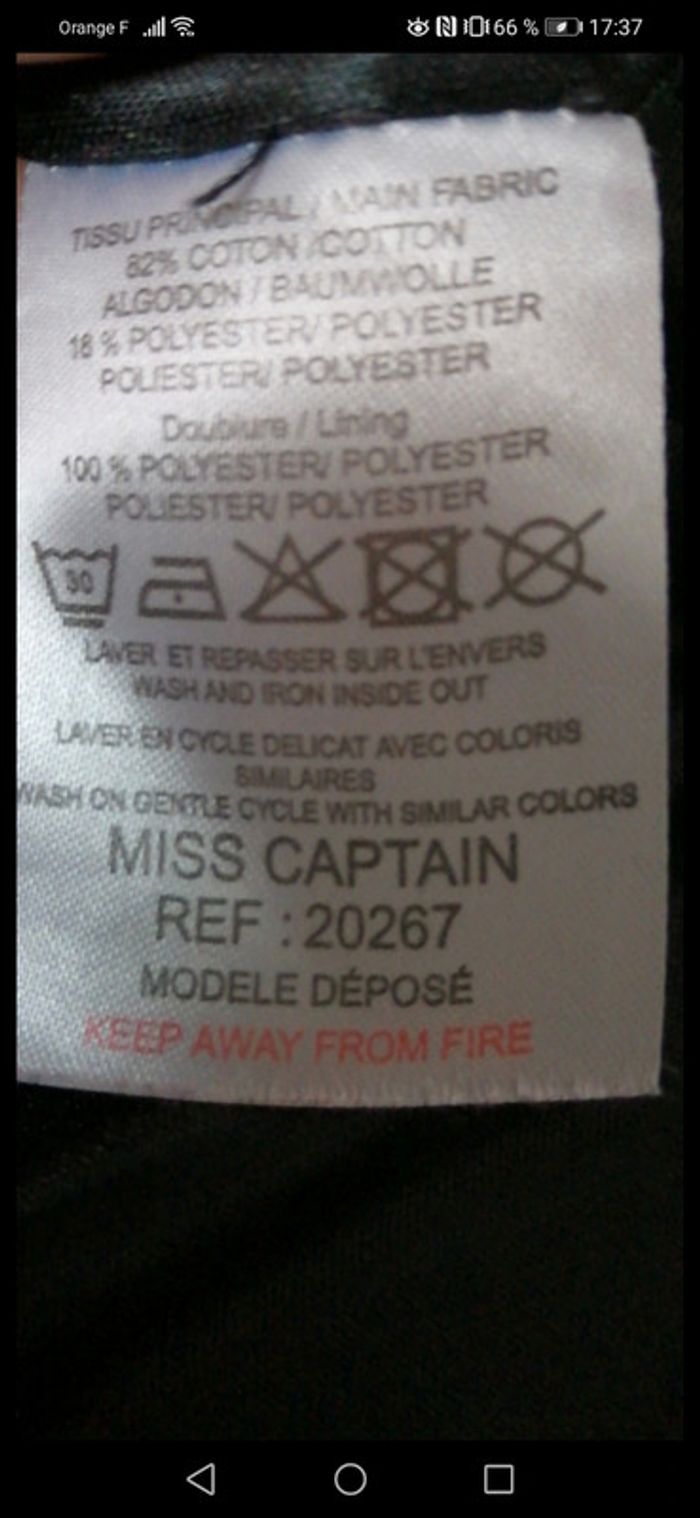 Orange F 66 % 17:37
TISSU PRINCIPAL / MAIN FABRIC
82% COTON /COTTON
ALGODON / BAUMWOLLE
18 % POLYESTER/ POLYESTER
POLIESTER/ POLYESTER
Doublure / Lining
100 % POLYESTER/ POLYESTER
POLIESTER/ POLYESTER
30
LAVER ET REPASSER SUR L'ENVERS
WASH AND IRON INSIDE OUT
LAVER EN CYCLE DELICAT AVEC COLORIS
SIMILAIRES
WASH ON GENTLE CYCLE WITH SIMILAR COLORS
MISS CAPTAIN
REF : 20267
MODELE DÉPOSÉ
KEEP AWAY FROM FIRE